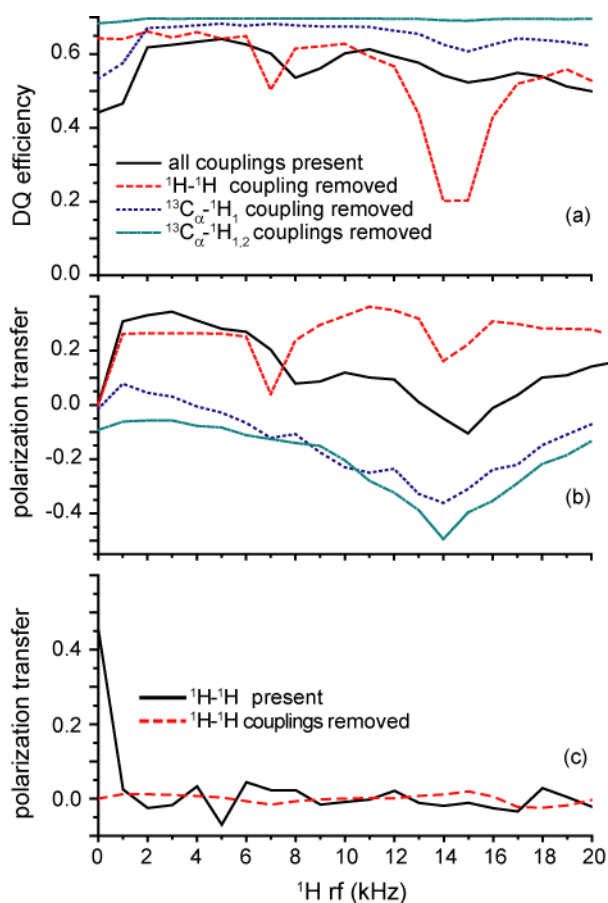 0.6
0.4
0.2
0.0
DQ efficiency
all couplings present
¹H-¹H coupling removed
¹³Cα-¹H₁ coupling removed
¹³Cα-¹H₁,₂ couplings removed
(a)
0.2
0.0
-0.2
-0.4
polarization transfer
(b)
0.4
0.2
0.0
polarization transfer
¹H-¹H present
¹H-¹H couplings removed
(c)
0 2 4 6 8 10 12 14 16 18 20
¹H rf (kHz)